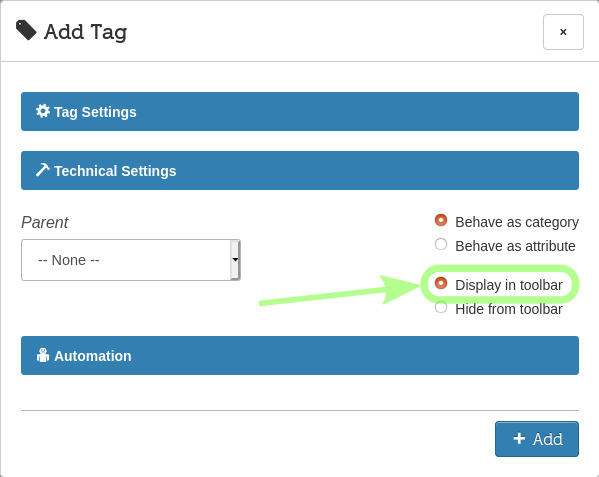 Add Tag
×
Tag Settings
Technical Settings
Parent
-- None --
Behave as category
Behave as attribute
Display in toolbar
Hide from toolbar
Automation
+ Add